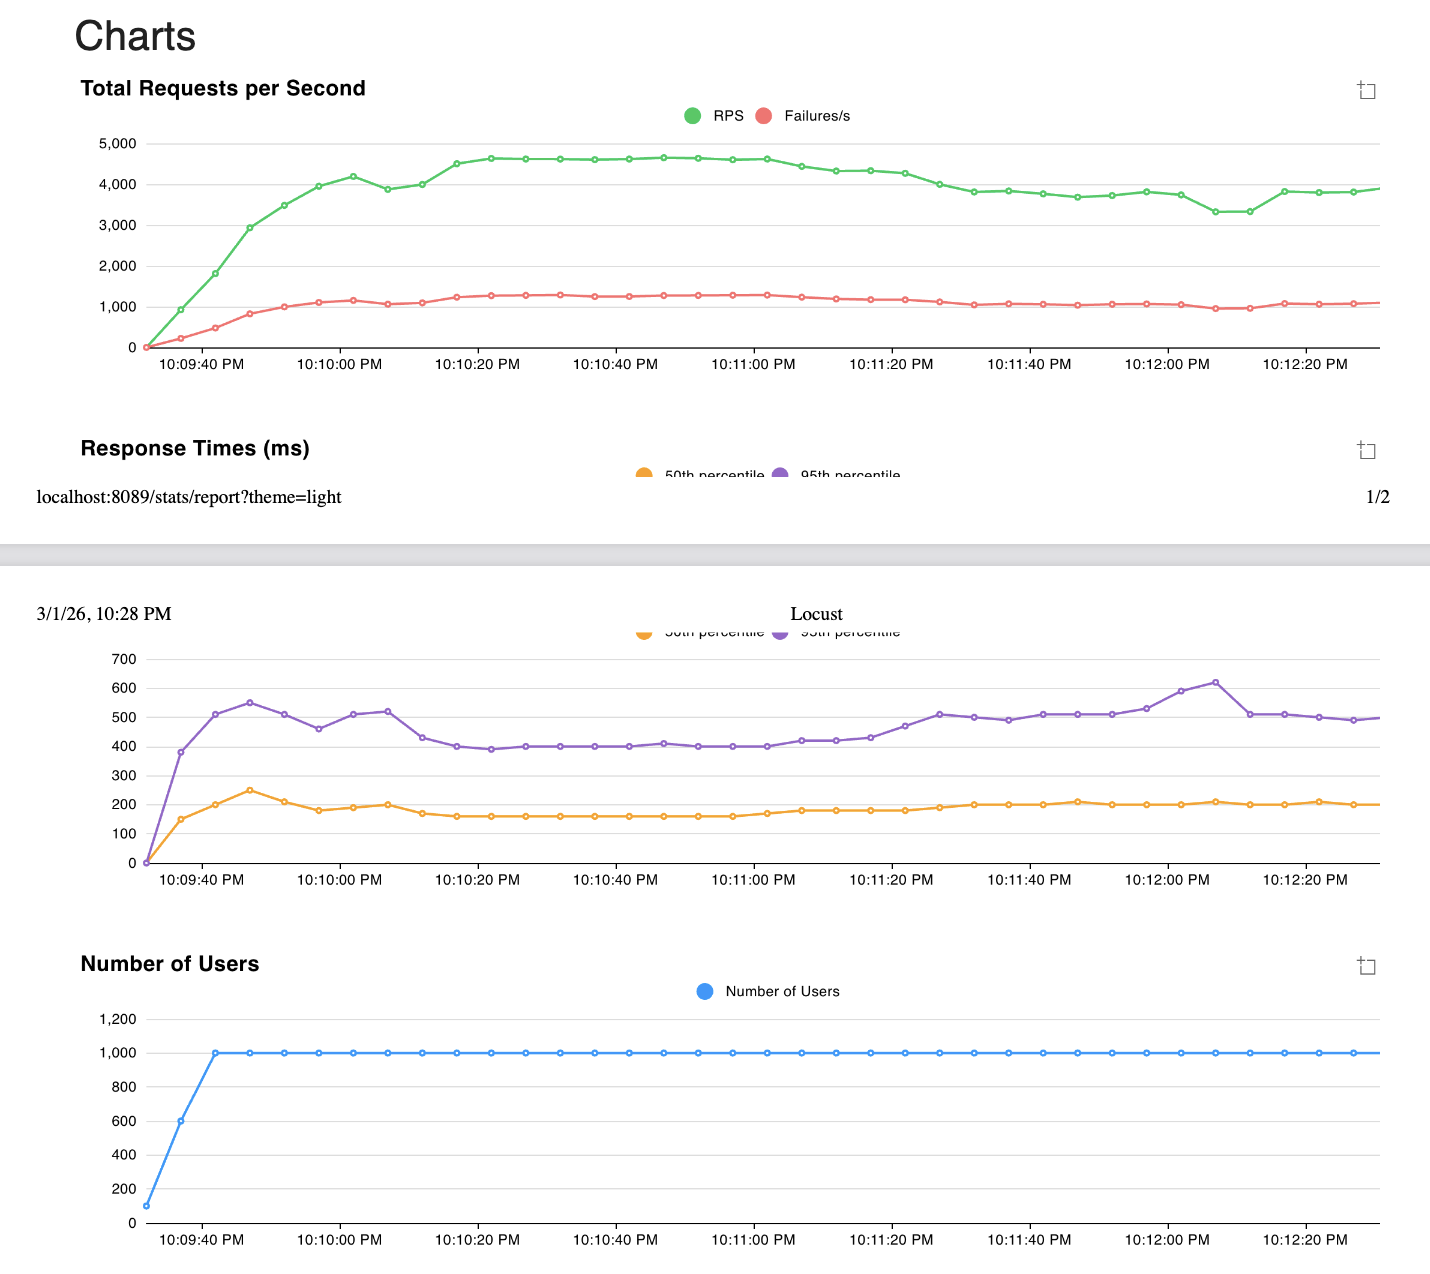 Charts
Total Requests per Second
RPS Failures/s
5,000
4,000
3,000
2,000
1,000
0
10:09:40 PM 10:10:00 PM 10:10:20 PM 10:10:40 PM 10:11:00 PM 10:11:20 PM 10:11:40 PM 10:12:00 PM 10:12:20 PM
Response Times (ms)
50th percentile 95th percentile
localhost:8089/stats/report?theme=light 1/2
3/1/26, 10:28 PM Locust
50th percentile 95th percentile
700
600
500
400
300
200
100
0
10:09:40 PM 10:10:00 PM 10:10:20 PM 10:10:40 PM 10:11:00 PM 10:11:20 PM 10:11:40 PM 10:12:00 PM 10:12:20 PM
Number of Users
Number of Users
1,200
1,000
800
600
400
200
0
10:09:40 PM 10:10:00 PM 10:10:20 PM 10:10:40 PM 10:11:00 PM 10:11:20 PM 10:11:40 PM 10:12:00 PM 10:12:20 PM